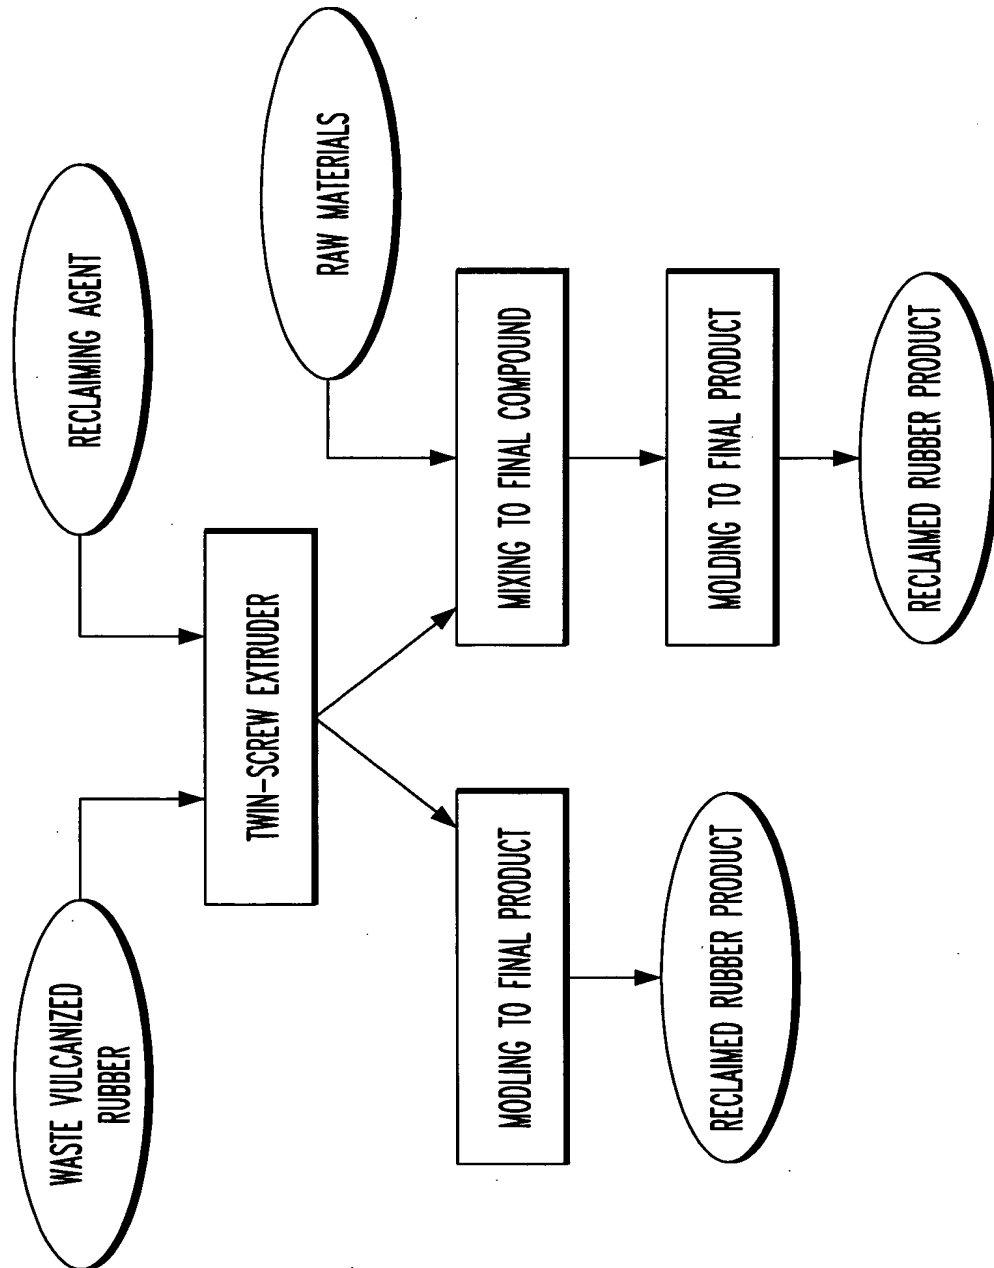 WASTE VULCANIZED
RUBBER
RECLAIMING AGENT
TWIN-SCREW EXTRUDER
RAW MATERIALS
MODLING TO FINAL PRODUCT
MIXING TO FINAL COMPOUND
RECLAIMED RUBBER PRODUCT
MOLDING TO FINAL PRODUCT
RECLAIMED RUBBER PRODUCT